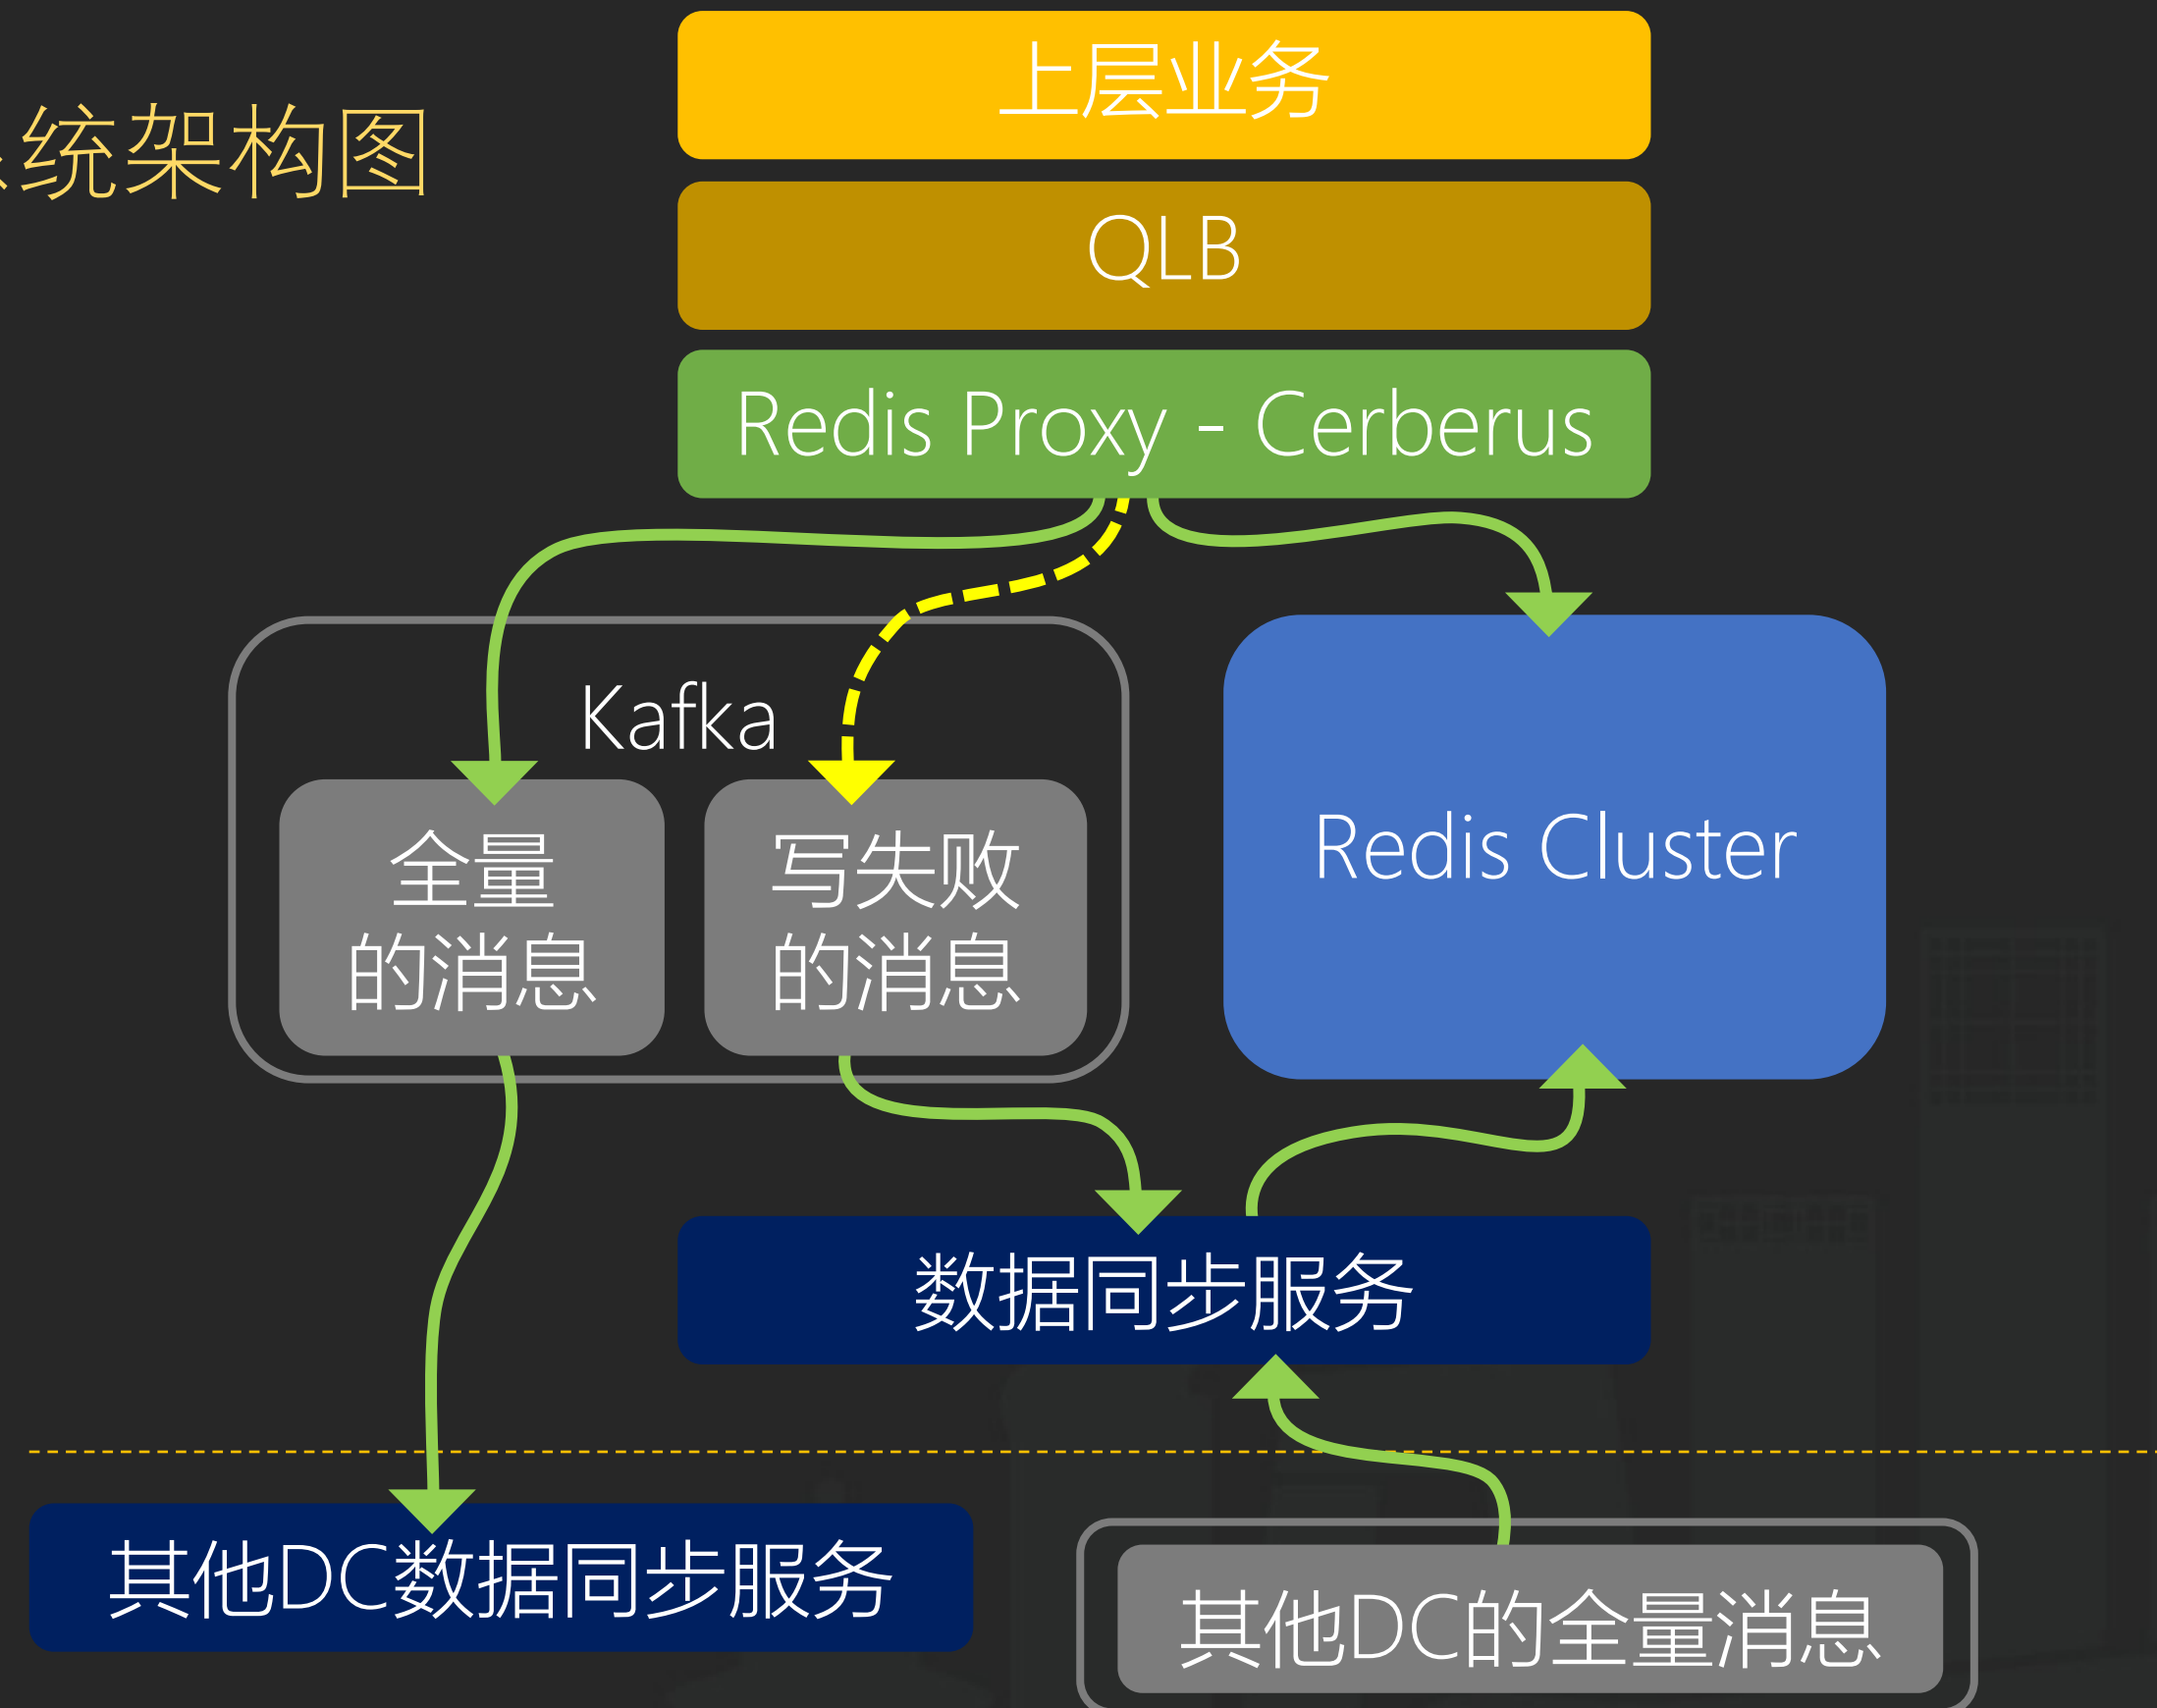 统架构图
上层业务
QLB
Redis Proxy - Cerberus
Kafka
全量
的消息
写失败
的消息
Redis Cluster
数据同步服务
其他DC数据同步服务
其他DC的全量消息